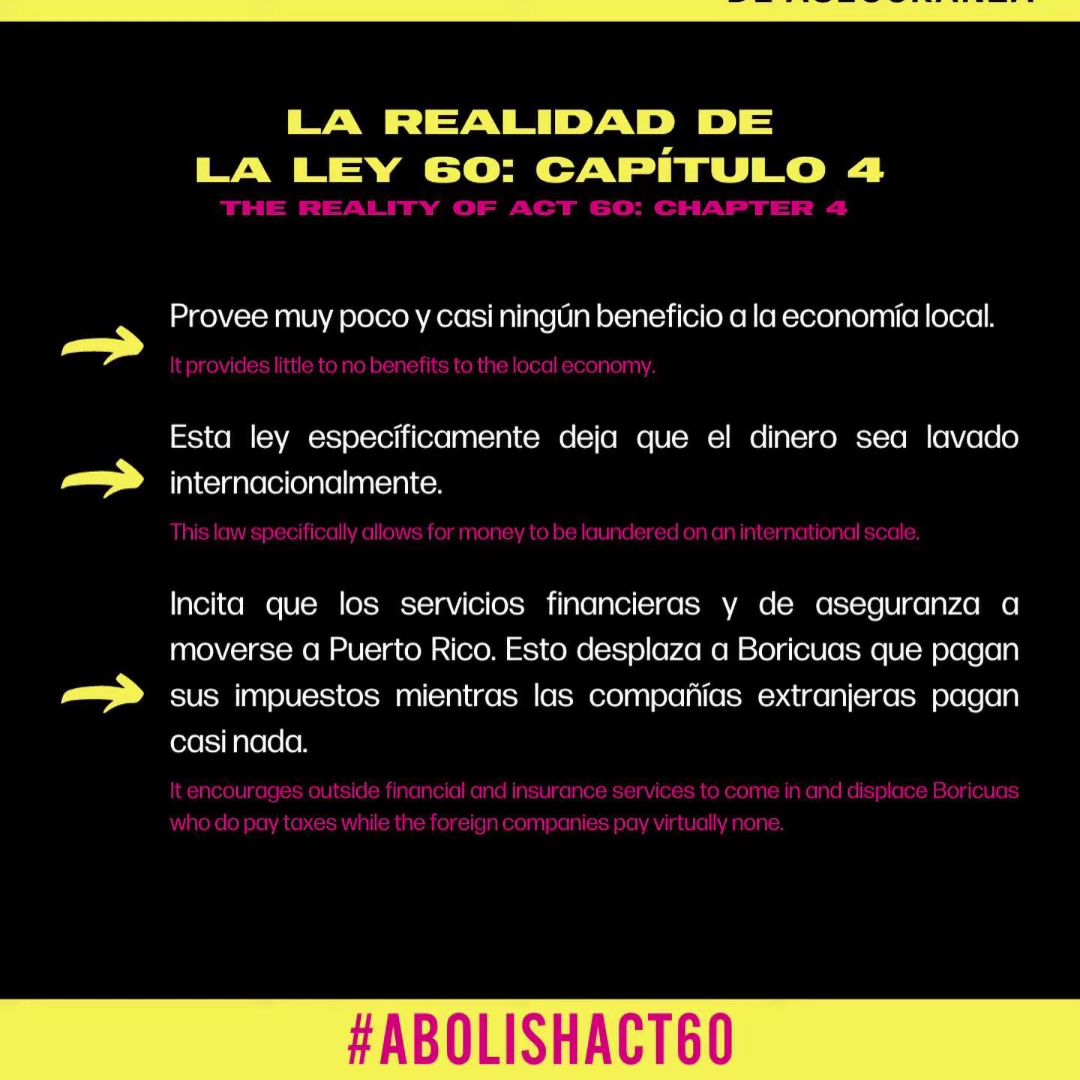 LA REALIDAD DE
LA LEY 60: CAPÍTULO 4
THE REALITY OF ACT 60: CHAPTER 4
Provee muy poco y casi ningún beneficio a la economía local.
It provides little to no benefits to the local economy.
Esta ley específicamente deja que el dinero sea lavado
internacionalmente.
This law specifically allows for money to be laundered on an international scale.
Incita que los servicios financieras y de aseguranza a
moverse a Puerto Rico. Esto desplaza a Boricuas que pagan
sus impuestos mientras las compañías extranjeras pagan
casi nada.
It encourages outside financial and insurance services to come in and displace Boricuas
who do pay taxes while the foreign companies pay virtually none.
#ABOLISHACT60